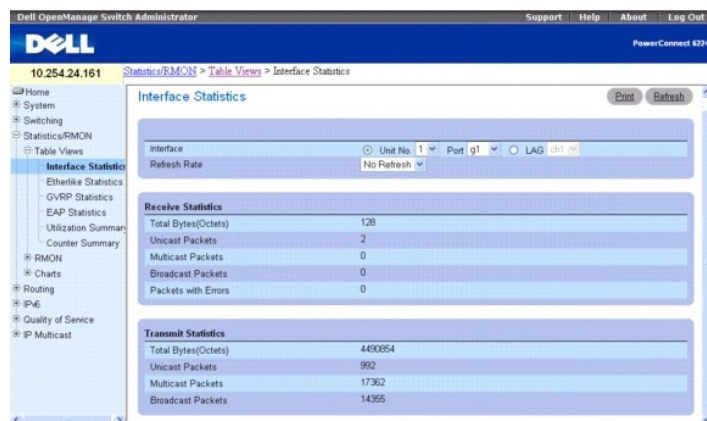 Dell OpenManage Switch Administrator
Support Help About Log Out
DELL
PowerConnect
10.254.24.161
Statistics/RMON > Table Views > Interface Statistics
Home
System
Switching
Statistics/RMON
Table Views
Interface Statistics
Etherlike Statistics
GVRP Statistics
EAP Statistics
Utilization Summary
Counter Summary
RMON
Charts
Routing
IPv6
Quality of Service
IP Multicast
Interface Statistics
Print Refresh
Interface Unit No. 1 Port g1 LAG ch1
Refresh Rate No Refresh
Receive Statistics
Total Bytes(Octets) 128
Unicast Packets 2
Multicast Packets 0
Broadcast Packets 0
Packets with Errors 0
Transmit Statistics
Total Bytes(Octets) 4490854
Unicast Packets 992
Multicast Packets 17362
Broadcast Packets 14355